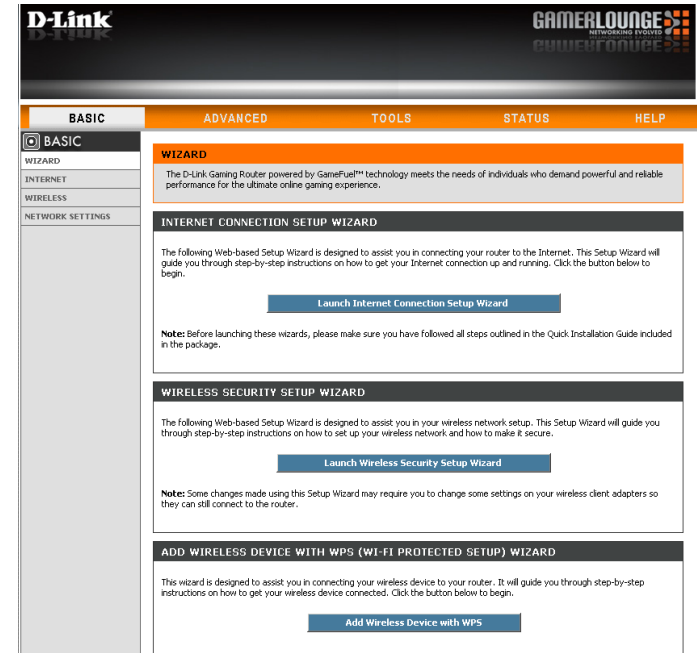 D-Link
GAMERLOUNGE
NETWORKING EVOLVED
BASIC ADVANCED TOOLS STATUS HELP
BASIC
WIZARD
INTERNET
WIRELESS
NETWORK SETTINGS
WIZARD
The D-Link Gaming Router powered by GameFuel™ technology meets the needs of individuals who demand powerful and reliable
performance for the ultimate online gaming experience.
INTERNET CONNECTION SETUP WIZARD
The following Web-based Setup Wizard is designed to assist you in connecting your router to the Internet. This Setup Wizard will
guide you through step-by-step instructions on how to get your Internet connection up and running. Click the button below to
begin.
Launch Internet Connection Setup Wizard
Note: Before launching these wizards, please make sure you have followed all steps outlined in the Quick Installation Guide included
in the package.
WIRELESS SECURITY SETUP WIZARD
The following Web-based Setup Wizard is designed to assist you in your wireless network setup. This Setup Wizard will guide you
through step-by-step instructions on how to set up your wireless network and how to make it secure.
Launch Wireless Security Setup Wizard
Note: Some changes made using this Setup Wizard may require you to change some settings on your wireless client adapters so
they can still connect to the router.
ADD WIRELESS DEVICE WITH WPS (WI-FI PROTECTED SETUP) WIZARD
This wizard is designed to assist you in connecting your wireless device to your router. It will guide you through step-by-step
instructions on how to get your wireless device connected. Click the button below to begin.
Add Wireless Device with WPS